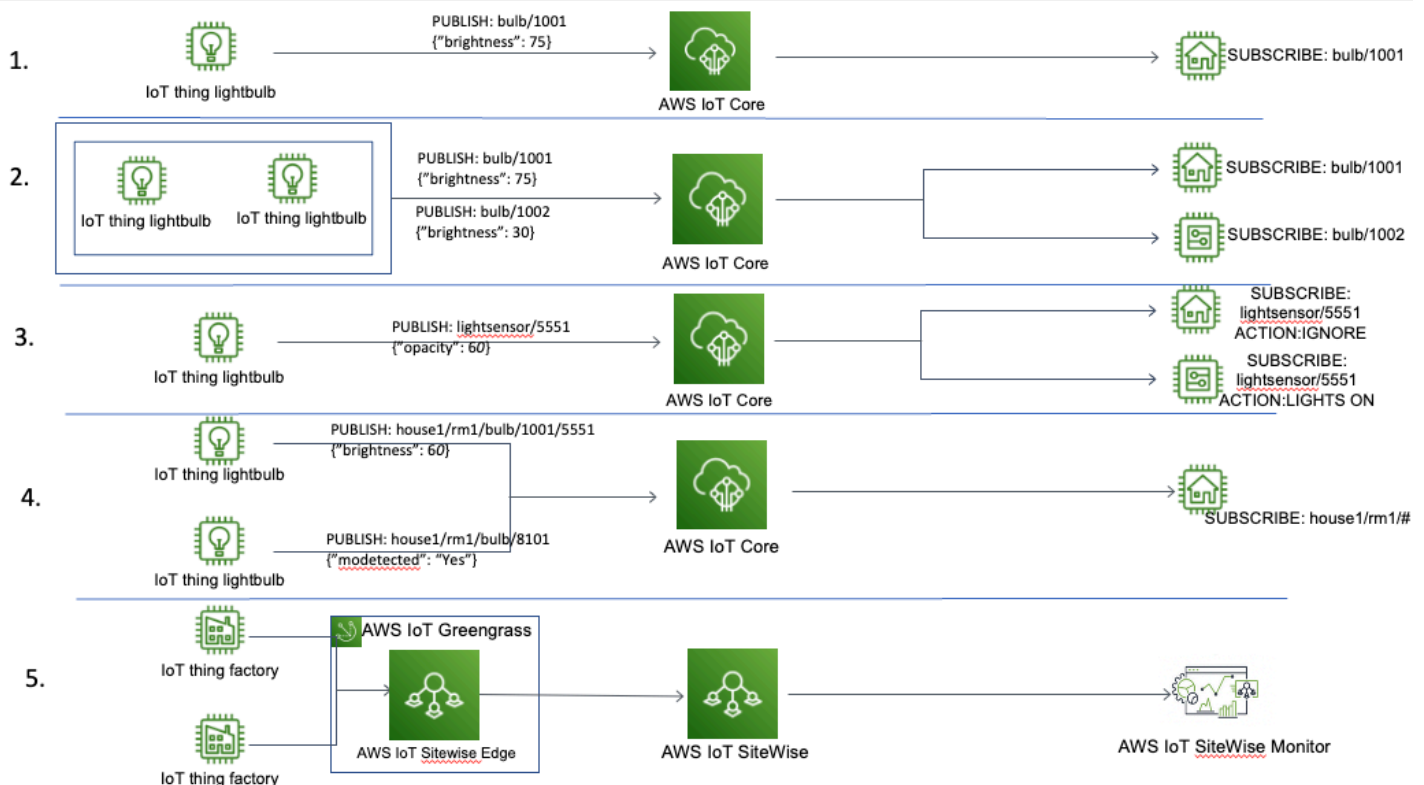 1.
PUBLISH: bulb/1001
{"brightness": 75}
IoT thing lightbulb
AWS IoT Core
SUBSCRIBE: bulb/1001
2.
IoT thing lightbulb
IoT thing lightbulb
PUBLISH: bulb/1001
{"brightness": 75}
PUBLISH: bulb/1002
{"brightness": 30}
AWS IoT Core
SUBSCRIBE: bulb/1001
SUBSCRIBE: bulb/1002
3.
IoT thing lightbulb
PUBLISH: lightsensor/5551
{"opacity": 60}
AWS IoT Core
SUBSCRIBE:
lightsensor/5551
ACTION:IGNORE
SUBSCRIBE:
lightsensor/5551
ACTION:LIGHTS ON
4.
IoT thing lightbulb
PUBLISH: house1/rm1/bulb/1001/5551
{"brightness": 60}
IoT thing lightbulb
PUBLISH: house1/rm1/bulb/8101
{"modetected": "Yes"}
AWS IoT Core
SUBSCRIBE: house1/rm1/#
5.
IoT thing factory
IoT thing factory
AWS IoT Greengrass
AWS IoT Sitewise Edge
AWS IoT SiteWise
AWS IoT SiteWise Monitor